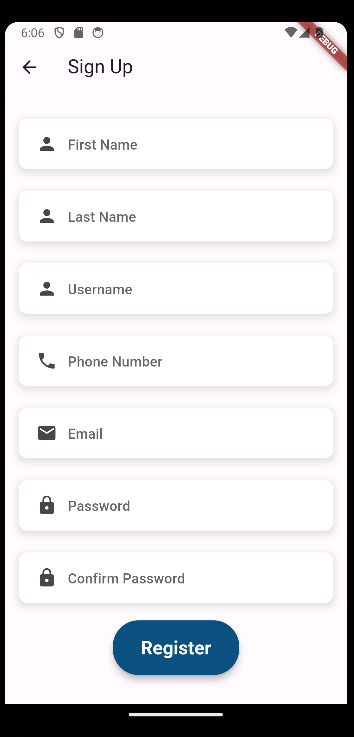 6:06
DEBUG
Sign Up
First Name
Last Name
Username
Phone Number
Email
Password
Confirm Password
Register